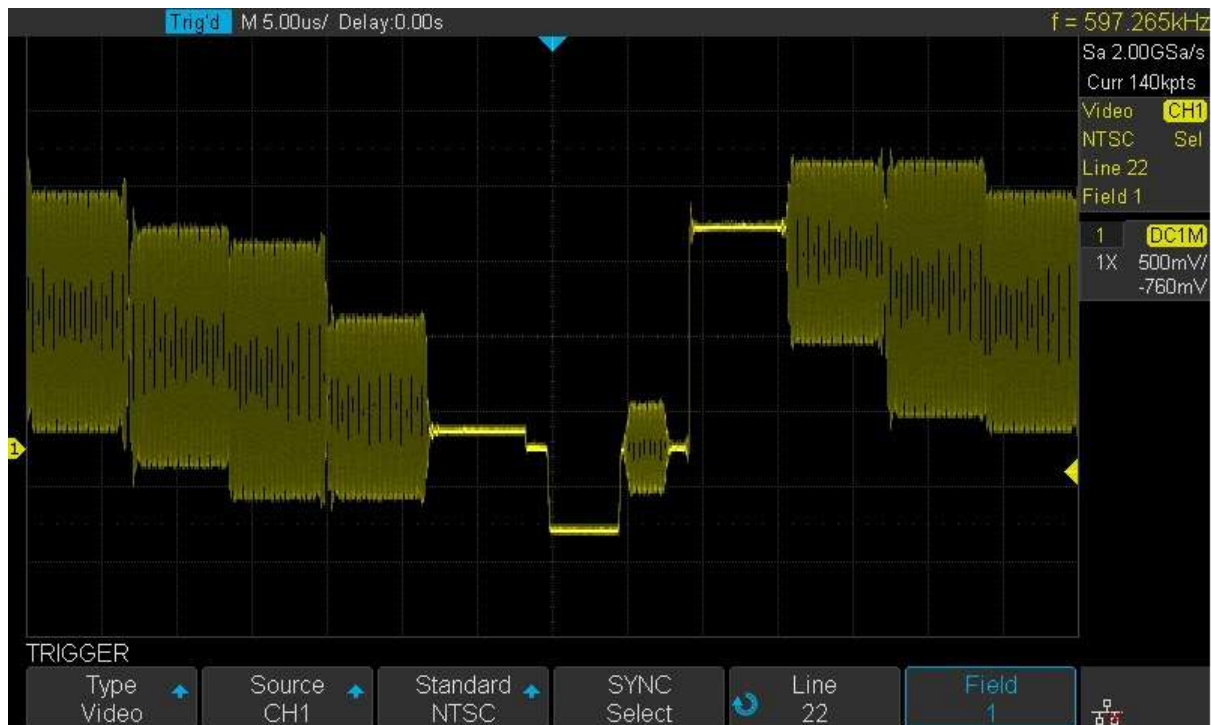 Trig'd M 5.00us/ Delay:0.00s f = 597.265kHz
Sa 2.00GSa/s
Curr 140kpts
Video CH1
NTSC Sel
Line 22
Field 1
1 DC1M
1X 500mV/
-760mV
1
TRIGGER
Type Source Standard SYNC Line Field
Video CH1 NTSC Select 22 1